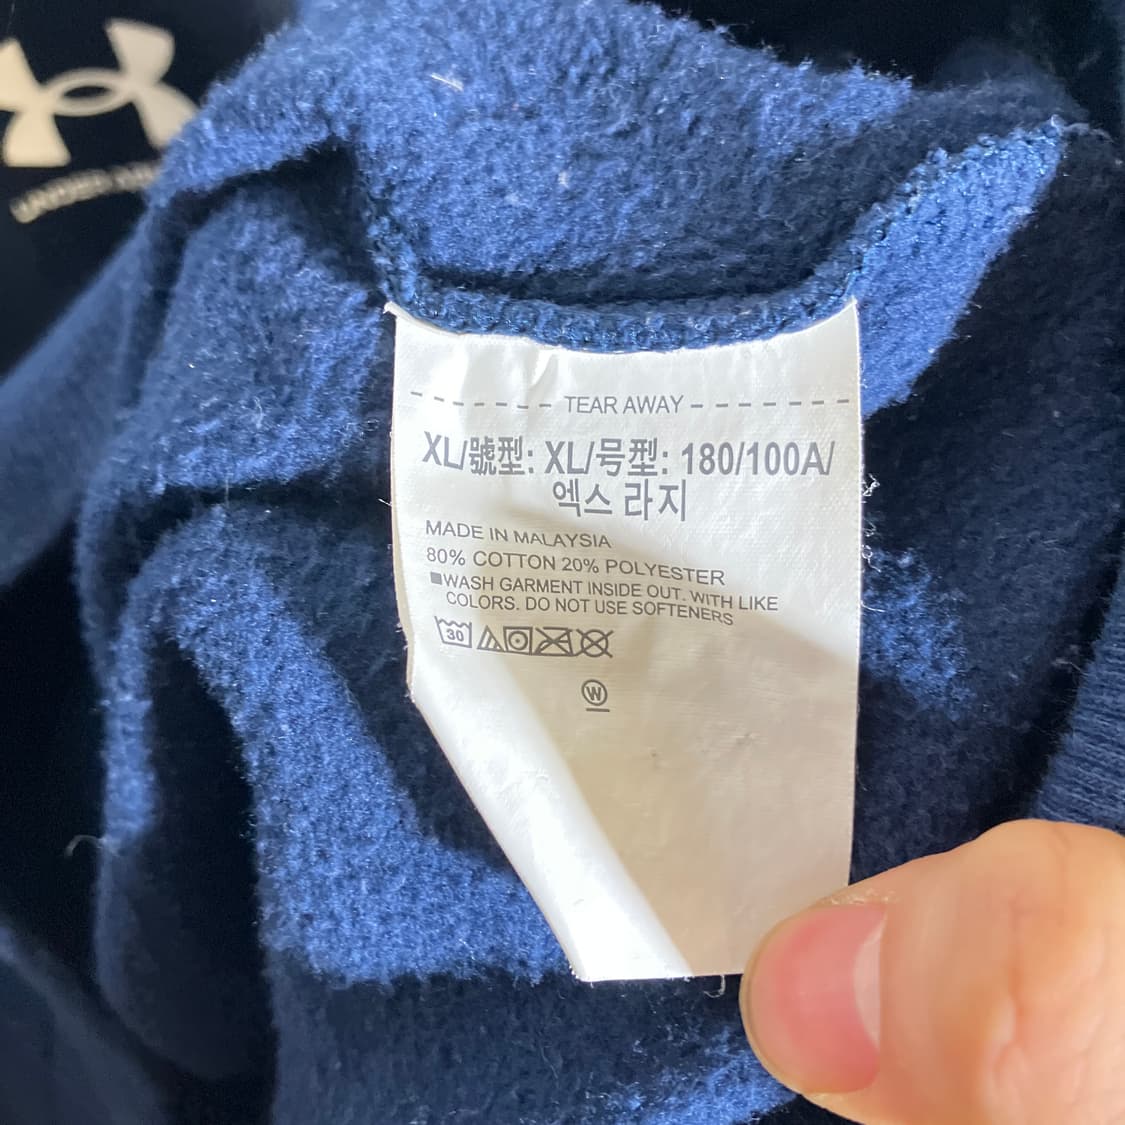 UNDER
TEAR AWAY
XL/號型: XL/号型: 180/100A/
엑스 라지
MADE IN MALAYSIA
80% COTTON 20% POLYESTER
■WASH GARMENT INSIDE OUT. WITH LIKE
COLORS. DO NOT USE SOFTENERS
30
W